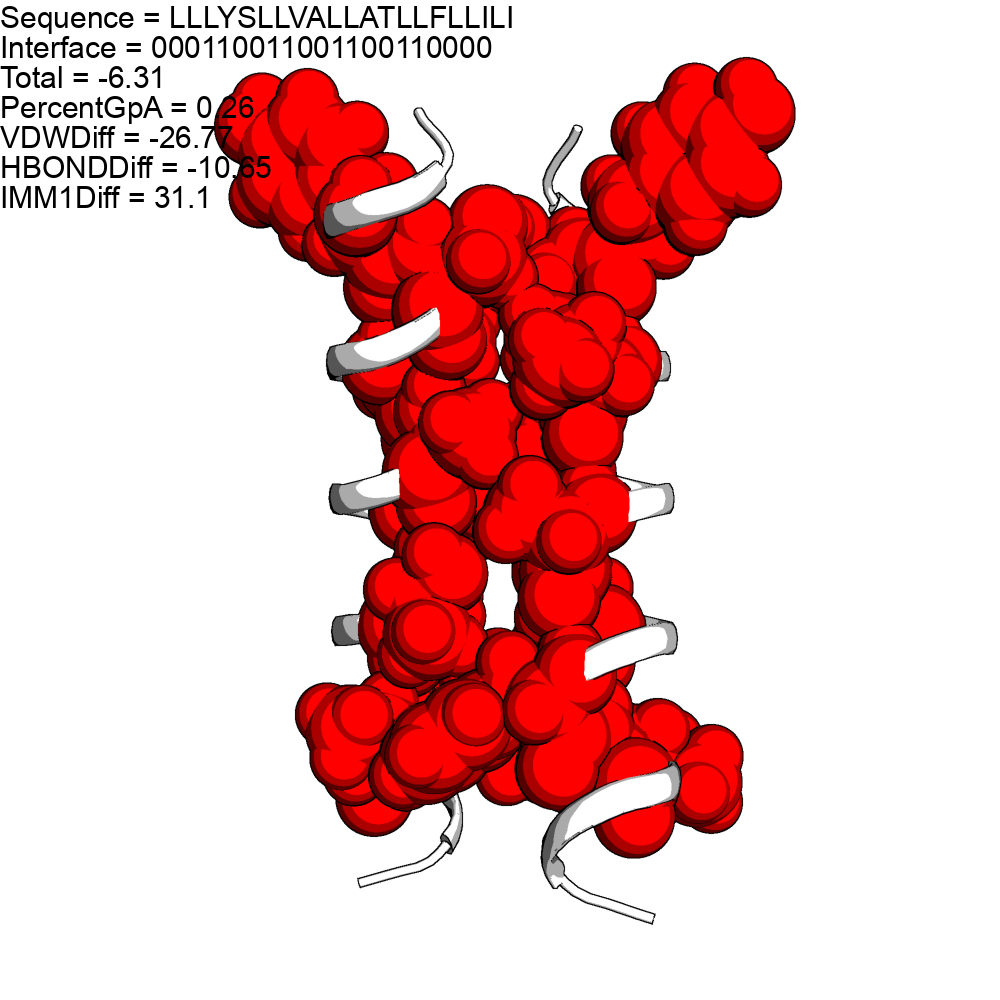 Sequence = LLLYSLLVALLATLLFLLILI
Interface = 000110011001100110000
Total = -6.31
PercentGpA = 0.26
VDWDiff = -26.77
HBONDDiff = -10.65
IMM1Diff = 31.1